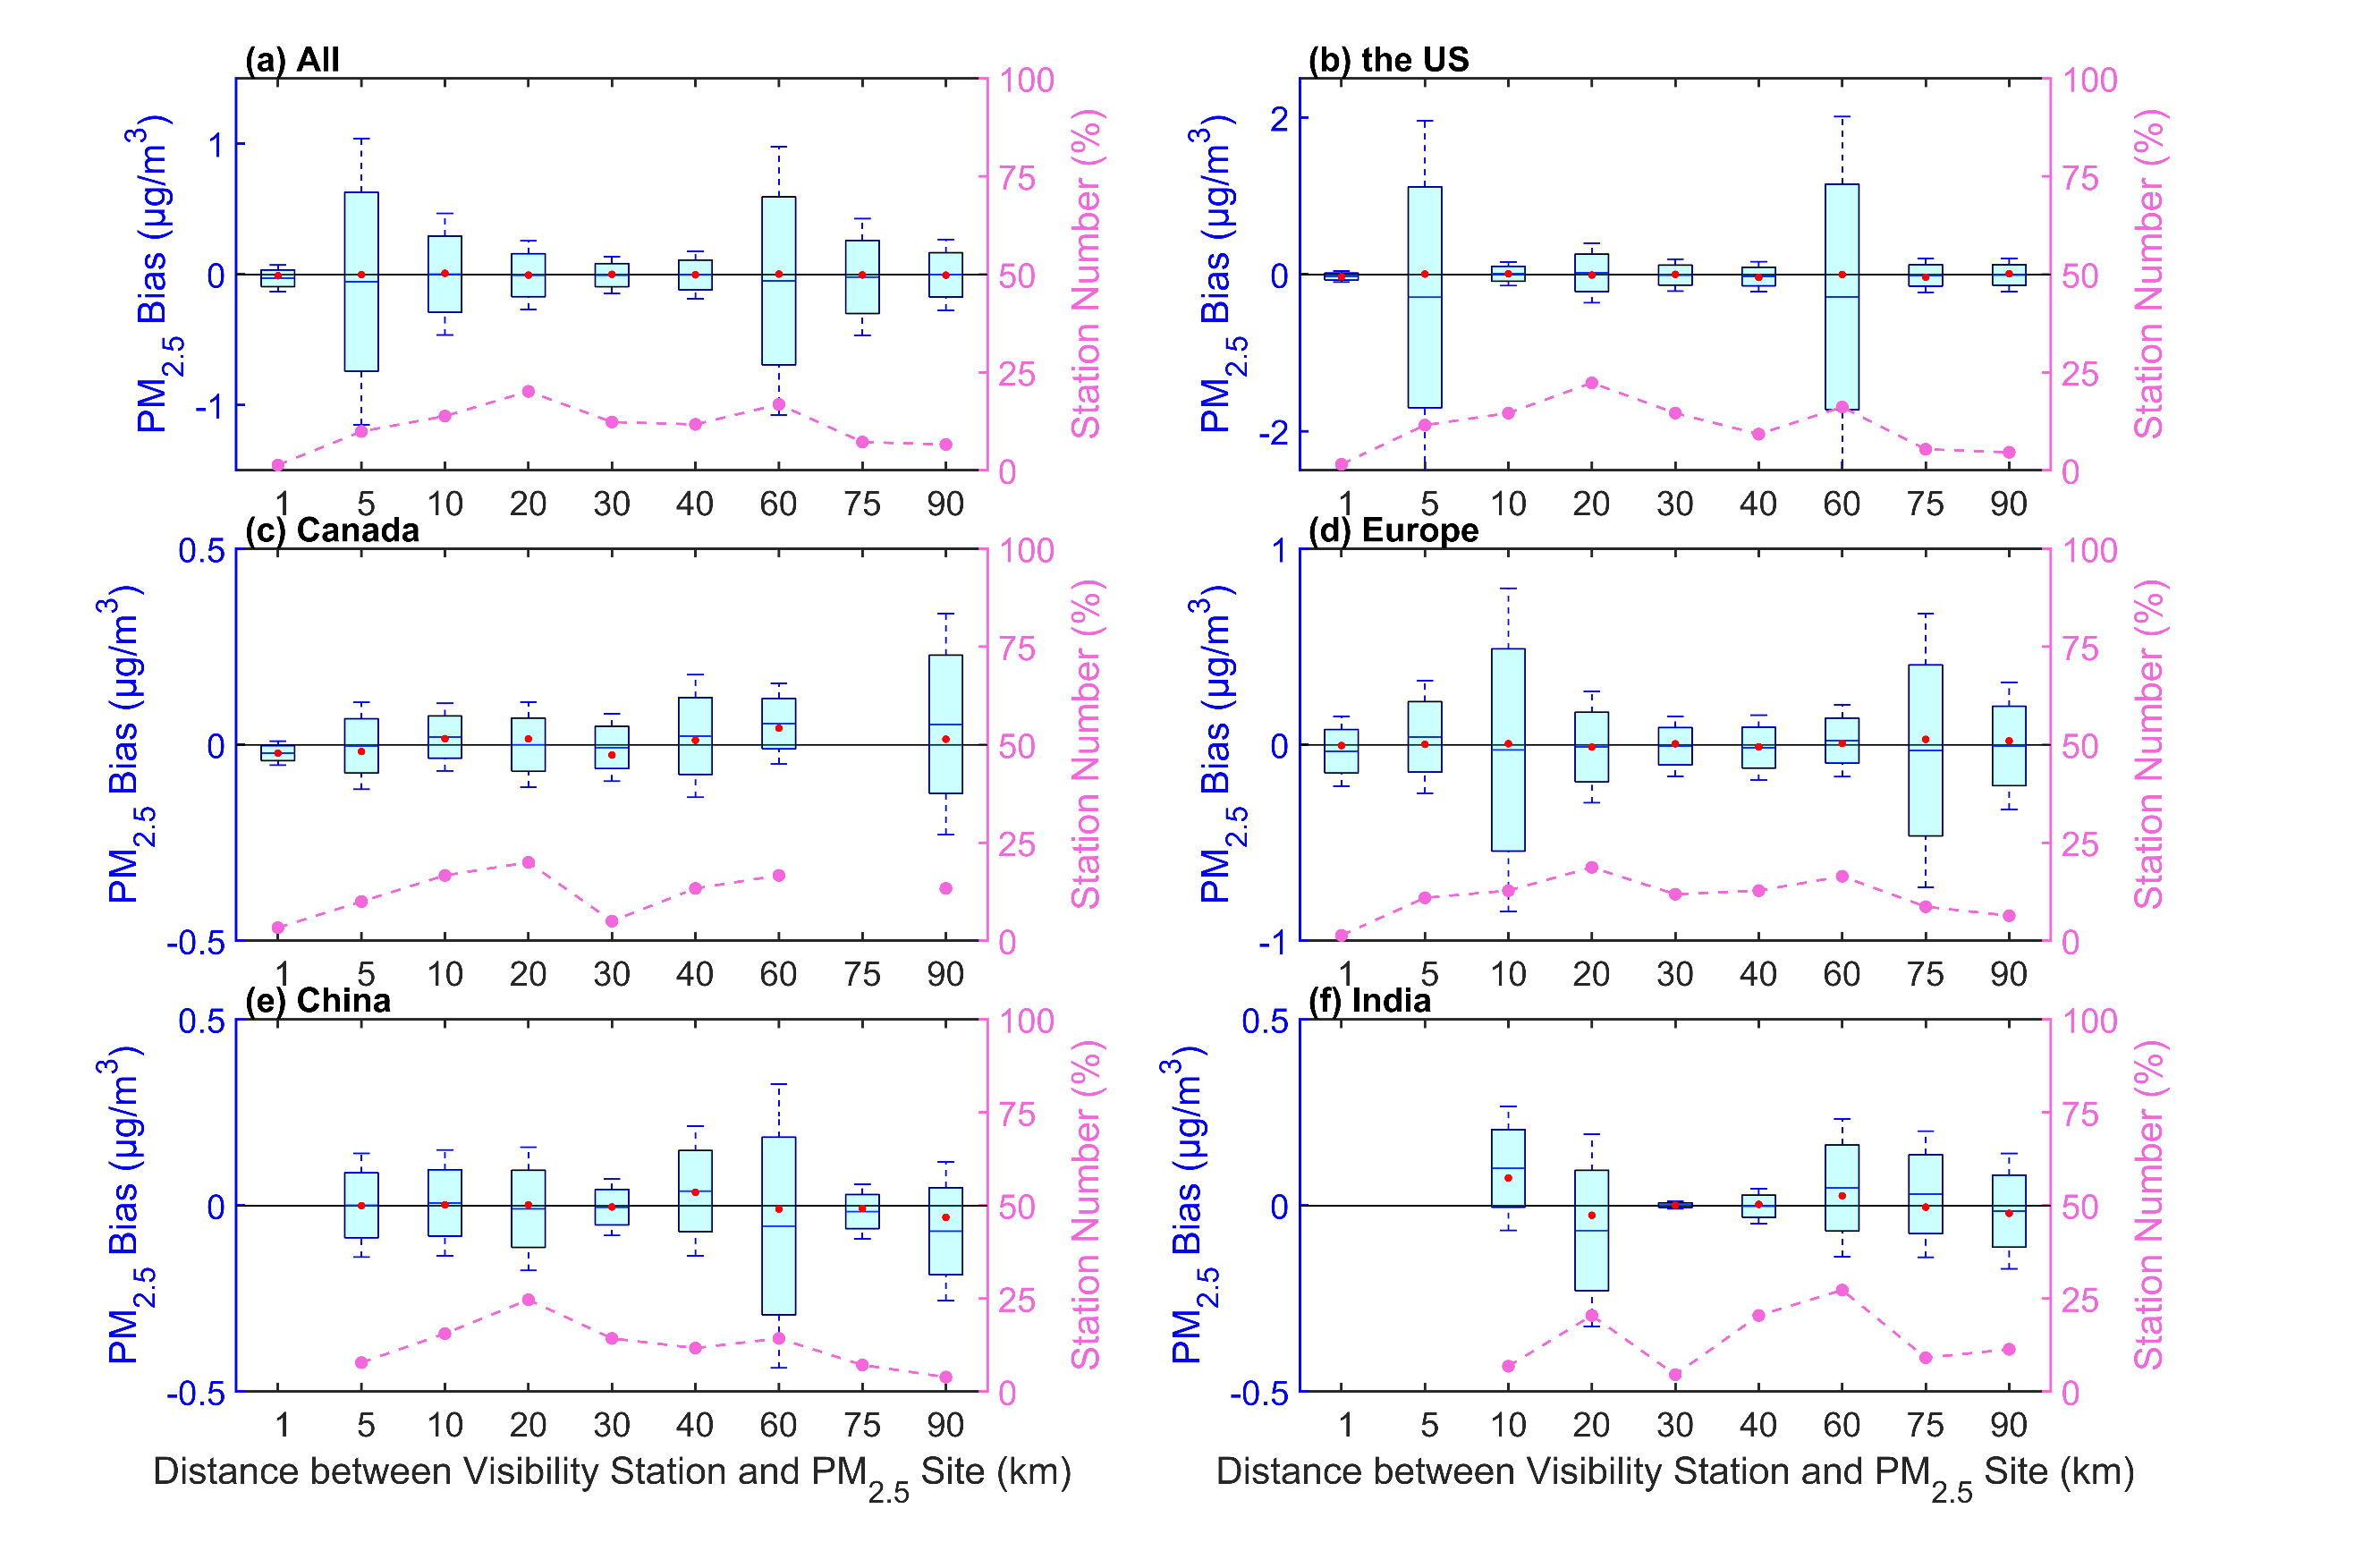 (a) All
PM2.5 Bias (µg/m³)
1
0
-1
100
75
50
25
0
Station Number (%)
1 5 10 20 30 40 60 75 90
(b) the US
PM2.5 Bias (µg/m³)
2
0
-2
100
75
50
25
0
Station Number (%)
1 5 10 20 30 40 60 75 90
(c) Canada
PM2.5 Bias (µg/m³)
0.5
0
-0.5
100
75
50
25
0
Station Number (%)
1 5 10 20 30 40 60 75 90
(d) Europe
PM2.5 Bias (µg/m³)
1
0
-1
100
75
50
25
0
Station Number (%)
1 5 10 20 30 40 60 75 90
(e) China
PM2.5 Bias (µg/m³)
0.5
0
-0.5
100
75
50
25
0
Station Number (%)
1 5 10 20 30 40 60 75 90
Distance between Visibility Station and PM2.5 Site (km)
(f) India
PM2.5 Bias (µg/m³)
0.5
0
-0.5
100
75
50
25
0
Station Number (%)
1 5 10 20 30 40 60 75 90
Distance between Visibility Station and PM2.5 Site (km)